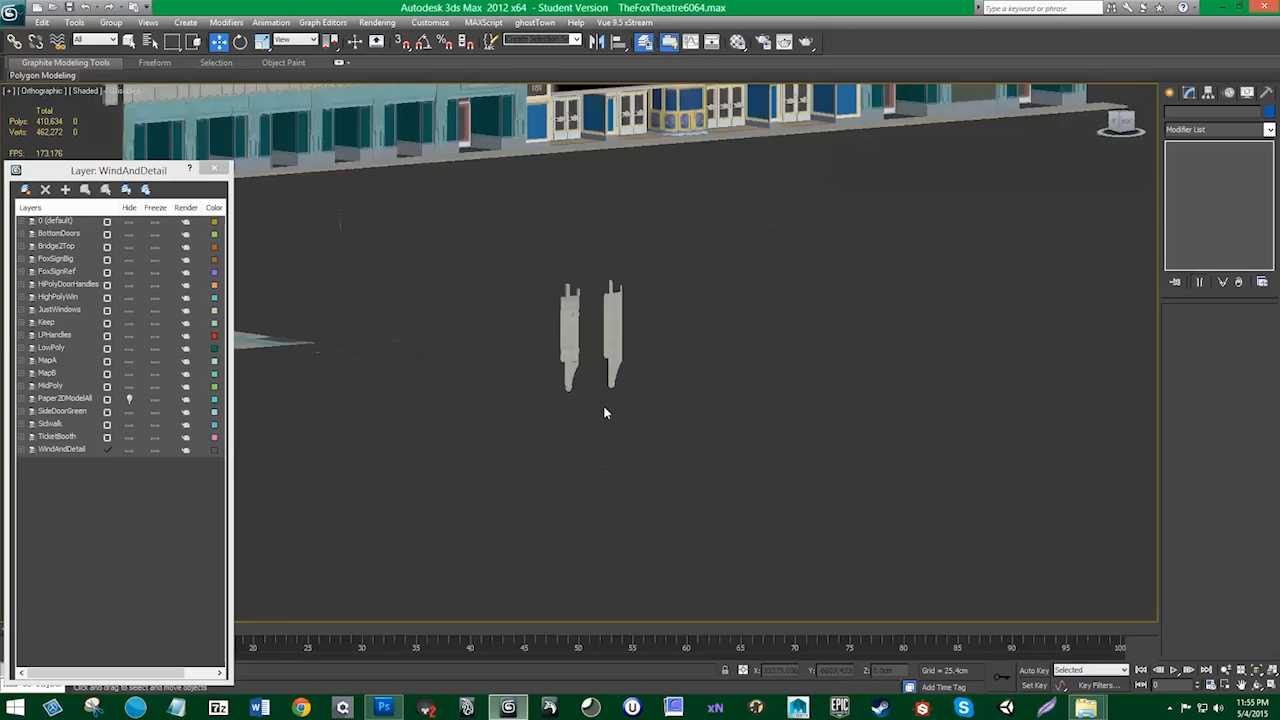 Autodesk 3ds Max 2012 x64 - Student Version TheFoxTheatre6064.max
Type a keyword or phrase
Edit Tools Group Views Create Modifiers Animation Graph Editors Rendering Customize MAXScript ghostTown Vue 9.5 xStream
All
View
Graphite Modeling Tools Freeform Selection Object Paint
Polygon Modeling
[ + ] [ Orthographic ] [ Shaded ]
Total
Polys: 410,634 0
Verts: 462,272 0
FPS: 173.176
Layer: WindAndDetail
?
Layers Hide Freeze Render Color
0 (default)
BottomDoors
Bridge2Top
FoxSignBig
FoxSignRef
HiPolyDoorHandles
HighPolyWin
JustWindows
Keep
LPHandles
LowPoly
MapA
MapB
MidPoly
Paper2DModelAll
SideDoorGreen
Sidwalk
TicketBooth
WindAndDetail
Modifier List
20 25 30 35 40 45 50 55 60 65 70 75 80 85 90 95 100
X: Y: Z: 0.0cm Grid = 25.4cm
Auto Key Selected
Click and drag to select and move objects
Add Time Tag
Set Key Key Filters... 0
11:55 PM
5/4/2015